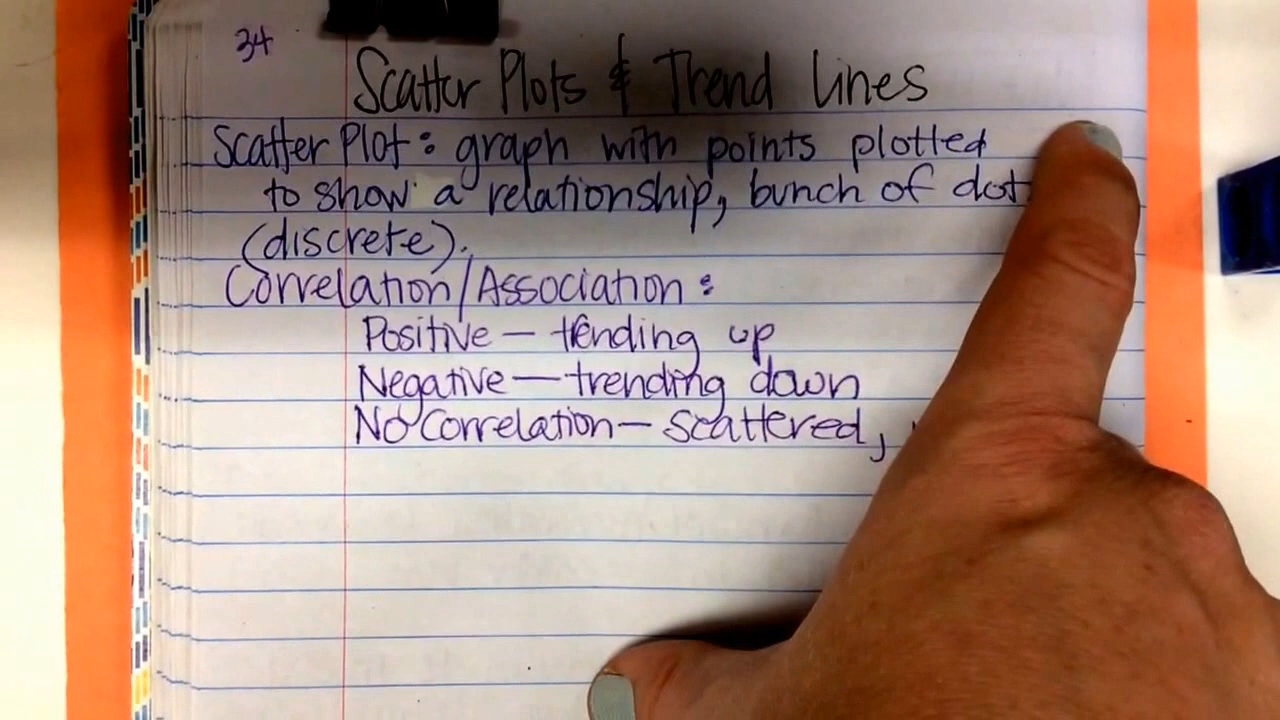 34
Scatter Plots & Trend Lines
Scatter Plot: graph with points plotted
to show a relationship, bunch of dot
(discrete).
Correlation/Association:
Positive — trending up
Negative — trending down
No Correlation — scattered,